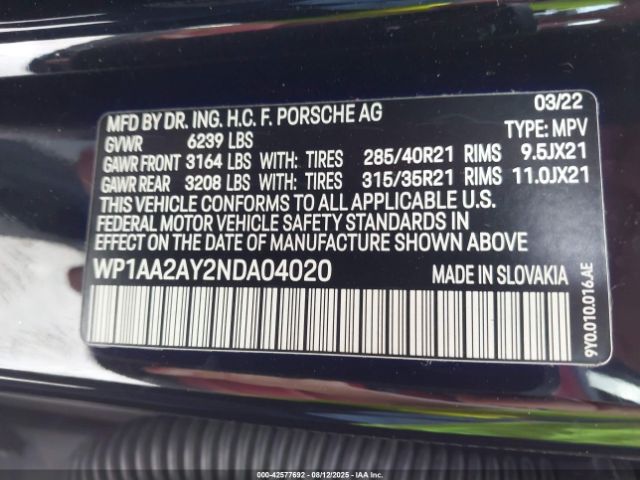 MFD BY DR. ING. H.C. F. PORSCHE AG 03/22
GVWR 6239 LBS TYPE: MPV
GAWR FRONT 3164 LBS WITH: TIRES 285/40R21 RIMS 9.5JX21
GAWR REAR 3208 LBS WITH: TIRES 315/35R21 RIMS 11.0JX21
THIS VEHICLE CONFORMS TO ALL APPLICABLE U.S.
FEDERAL MOTOR VEHICLE SAFETY STANDARDS IN
EFFECT ON THE DATE OF MANUFACTURE SHOWN ABOVE.
WP1AA2AY2NDA04020 MADE IN SLOVAKIA
9Y0.010.016.AE
000-42577692 - 08/12/2025 - IAAI.COM